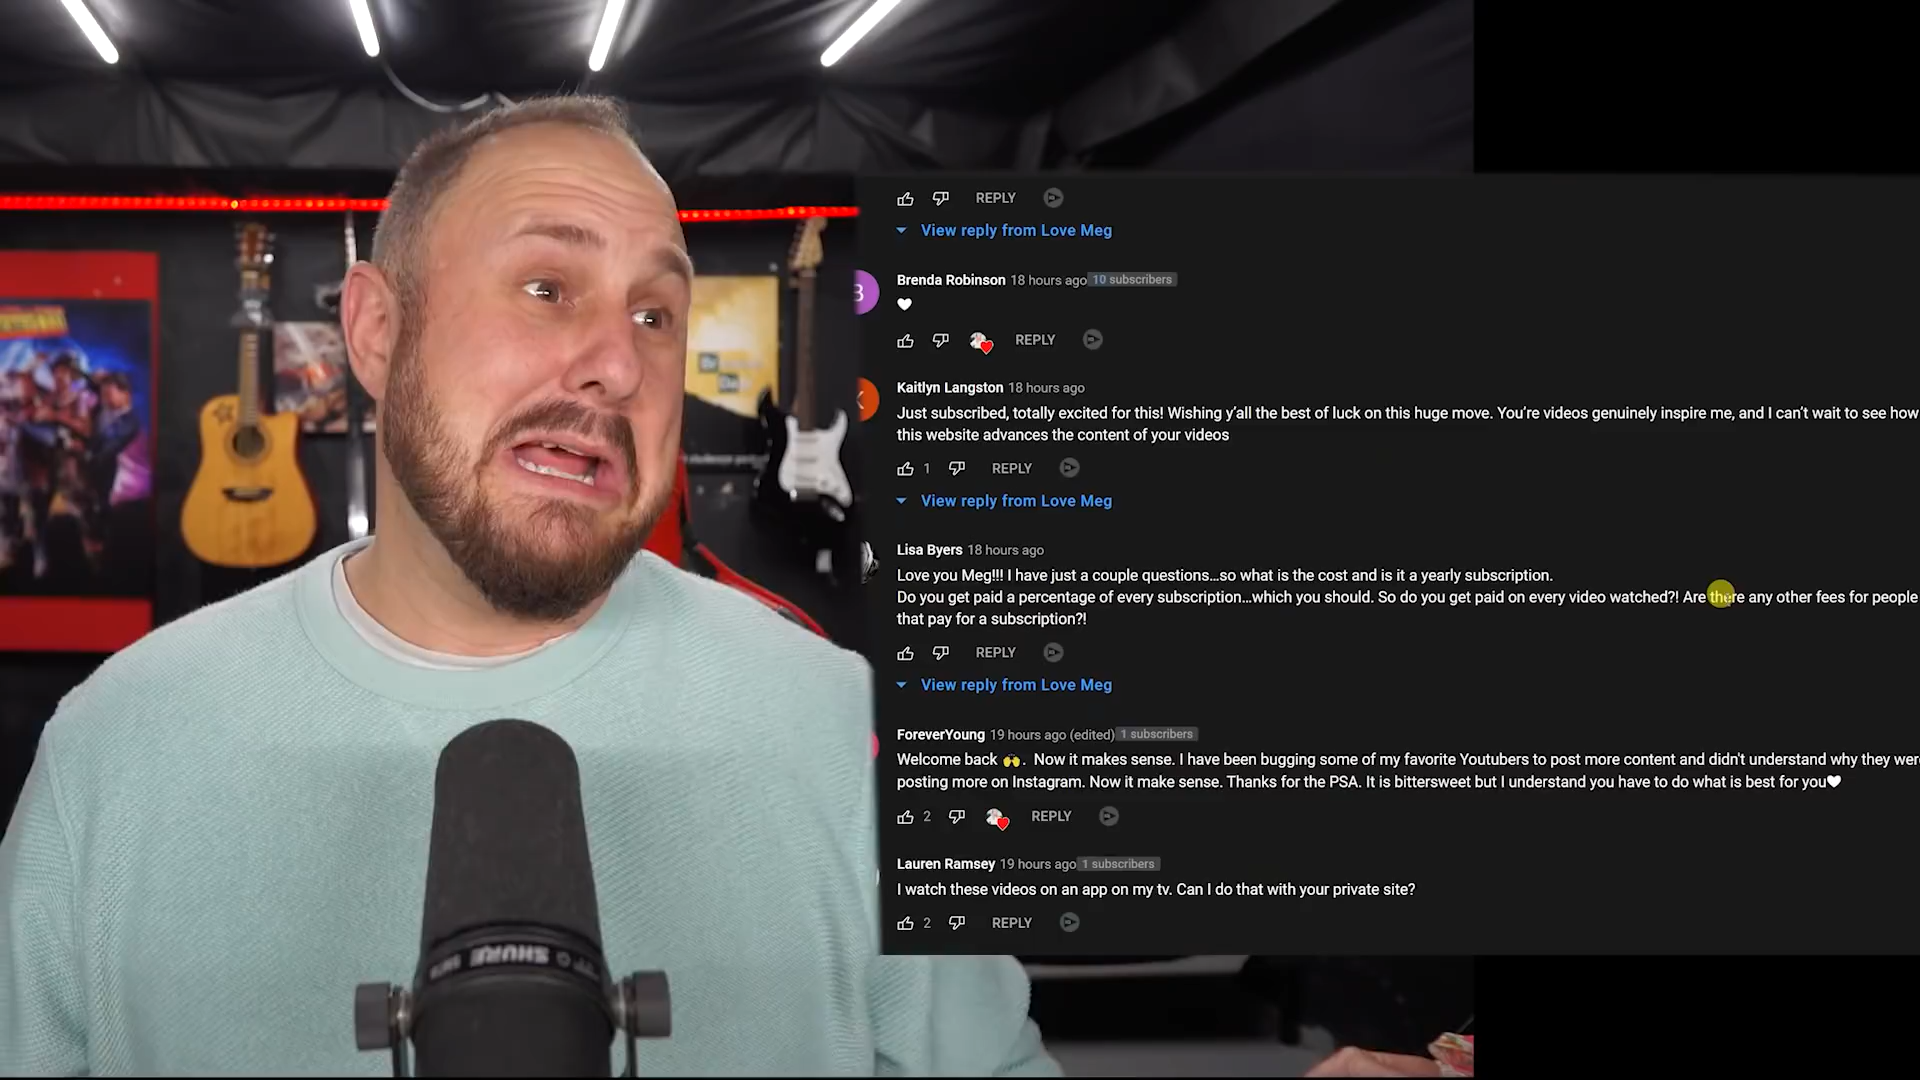 REPLY
View reply from Love Meg
Brenda Robinson 18 hours ago 10 subscribers
REPLY
Kaitlyn Langston 18 hours ago
Just subscribed, totally excited for this! Wishing y'all the best of luck on this huge move. You're videos genuinely inspire me, and I can't wait to see how
this website advances the content of your videos
1 REPLY
View reply from Love Meg
Lisa Byers 18 hours ago
Love you Meg!!! I have just a couple questions...so what is the cost and is it a yearly subscription.
Do you get paid a percentage of every subscription...which you should. So do you get paid on every video watched?! Are there any other fees for people
that pay for a subscription?!
REPLY
View reply from Love Meg
ForeverYoung 19 hours ago (edited) 1 subscribers
Welcome back 🙌. Now it makes sense. I have been bugging some of my favorite Youtubers to post more content and didn't understand why they were
posting more on Instagram. Now it make sense. Thanks for the PSA. It is bittersweet but I understand you have to do what is best for you🤍
2 REPLY
Lauren Ramsey 19 hours ago 1 subscribers
I watch these videos on an app on my tv. Can I do that with your private site?
2 REPLY
SHURE